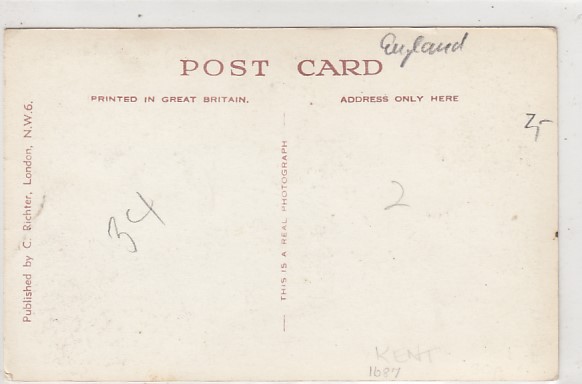 England
POST CARD
PRINTED IN GREAT BRITAIN.
ADDRESS ONLY HERE
Published by C. Richter, London, N.W.6.
THIS IS A REAL PHOTOGRAPH
34
2
KENT
1687